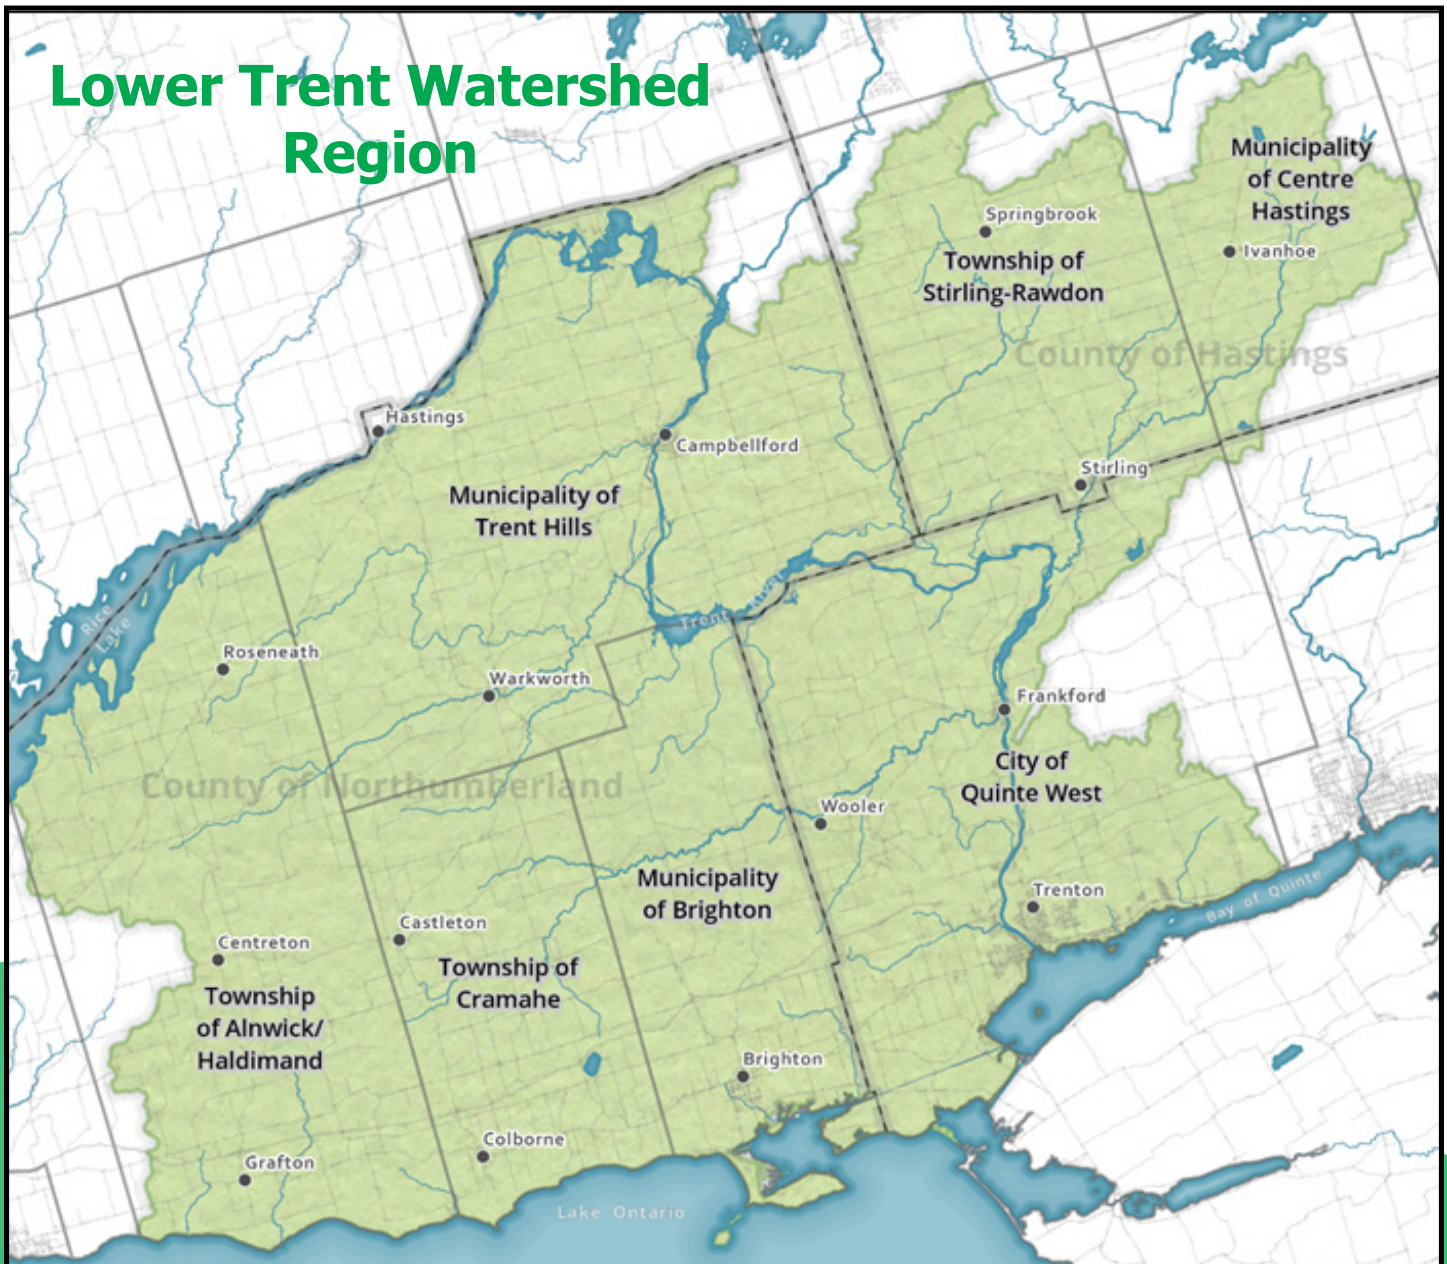 Lower Trent Watershed
Region
Municipality
of Centre
Hastings
Springbrook
Ivanhoe
Township of
Stirling-Rawdon
County of Hastings
Hastings
Campbellford
Stirling
Municipality of
Trent Hills
Rice
Lake
Trent River
Roseneath
Warkworth
Frankford
City of
Quinte West
County of Northumberland
Wooler
Municipality
of Brighton
Trenton
Bay of Quinte
Castleton
Centreton
Township of
Cramahe
Township
of Alnwick/
Haldimand
Brighton
Colborne
Grafton
Lake Ontario